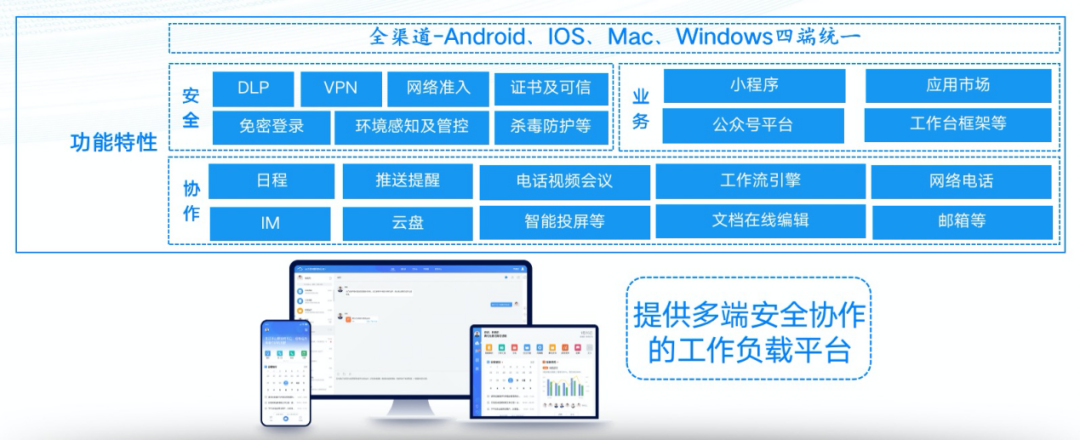 全渠道-Android、IOS、Mac、Windows四端统一
功能特性
安全
DLP
VPN
网络准入
证书及可信
免密登录
环境感知及管控
杀毒防护等
业务
小程序
应用市场
公众号平台
工作台框架等
协作
日程
推送提醒
电话视频会议
工作流引擎
网络电话
IM
云盘
智能投屏等
文档在线编辑
邮箱等
提供多端安全协作
的工作负载平台